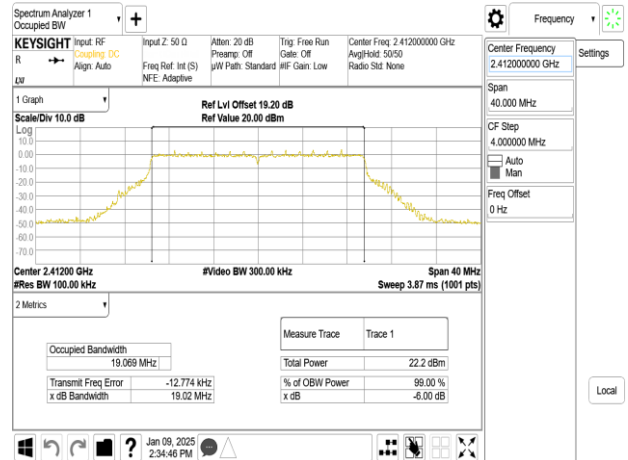 Spectrum Analyzer 1
Occupied BW
Frequency
KEYSIGHT
Input: RF
Input Z: 50 Ω
Atten: 20 dB
Trig: Free Run
Center Freq: 2.412000000 GHz
R
Coupling: DC
Preamp: Off
Gate: Off
Avg|Hold: 50/50
Align: Auto
Freq Ref: Int (S)
µW Path: Standard
#IF Gain: Low
Radio Std: None
LXI
NFE: Adaptive
Center Frequency
2.412000000 GHz
Settings
Span
40.000 MHz
CF Step
4.000000 MHz
Auto
Man
Freq Offset
0 Hz
Local
1 Graph
Ref Lvl Offset 19.20 dB
Scale/Div 10.0 dB
Ref Value 20.00 dBm
Log
10.0
0.00
-10.0
-20.0
-30.0
-40.0
-50.0
-60.0
-70.0
Center 2.41200 GHz
#Video BW 300.00 kHz
Span 40 MHz
#Res BW 100.00 kHz
Sweep 3.87 ms (1001 pts)
2 Metrics
Measure Trace
Trace 1
Occupied Bandwidth
19.069 MHz
Total Power
22.2 dBm
Transmit Freq Error
-12.774 kHz
% of OBW Power
99.00 %
x dB Bandwidth
19.02 MHz
x dB
-6.00 dB
?
Jan 09, 2025
2:34:46 PM